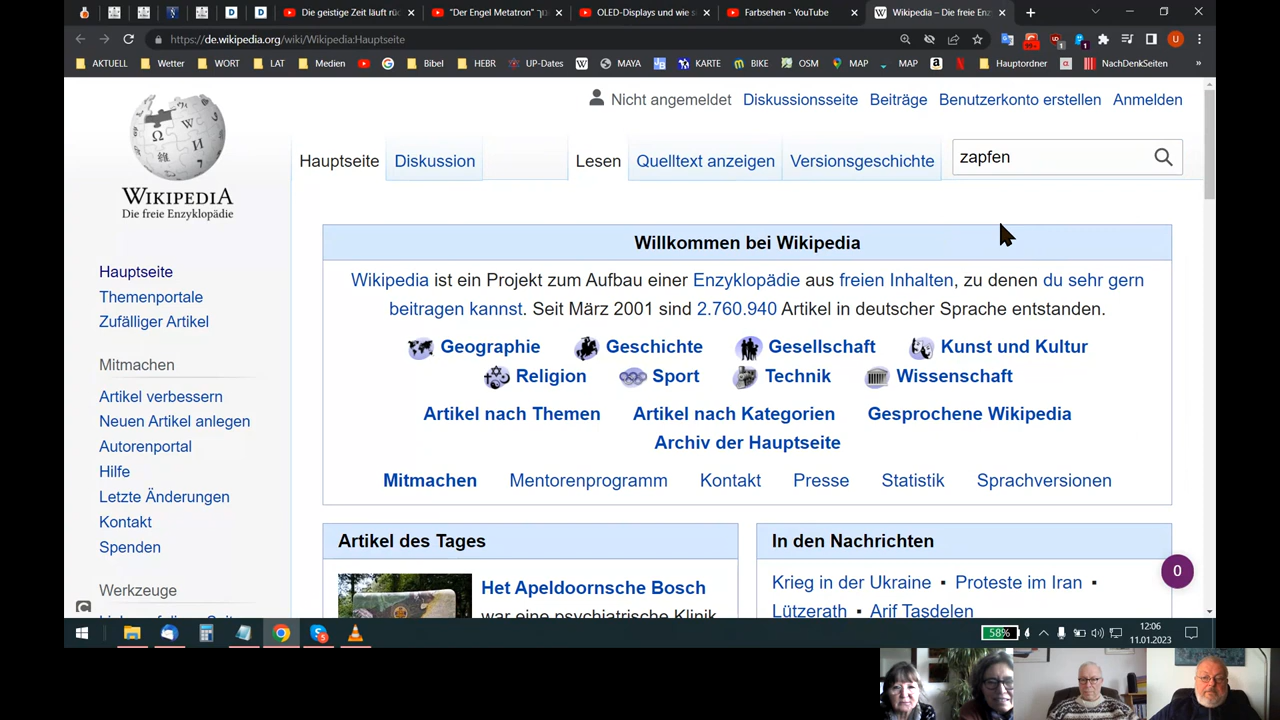 Die geistige Zeit läuft rüc
"Der Engel Metatron" ןך"
OLED-Displays und wie s
Farbsehen - YouTube
Wikipedia – Die freie Enz
https://de.wikipedia.org/wiki/Wikipedia:Hauptseite
AKTUELL Wetter WORT LAT Medien Bibel HEBR UP-Dates MAYA KARTE BIKE OSM MAP MAP Hauptordner NachDenkSeiten »
Nicht angemeldet Diskussionsseite Beiträge Benutzerkonto erstellen Anmelden
Hauptseite Diskussion Lesen Quelltext anzeigen Versionsgeschichte zapfen
WIKIPEDIA
Die freie Enzyklopädie
Hauptseite
Themenportale
Zufälliger Artikel
Mitmachen
Artikel verbessern
Neuen Artikel anlegen
Autorenportal
Hilfe
Letzte Änderungen
Kontakt
Spenden
Werkzeuge
Willkommen bei Wikipedia
Wikipedia ist ein Projekt zum Aufbau einer Enzyklopädie aus freien Inhalten, zu denen du sehr gern
beitragen kannst. Seit März 2001 sind 2.760.940 Artikel in deutscher Sprache entstanden.
Geographie Geschichte Gesellschaft Kunst und Kultur
Religion Sport Technik Wissenschaft
Artikel nach Themen Artikel nach Kategorien Gesprochene Wikipedia
Archiv der Hauptseite
Mitmachen Mentorenprogramm Kontakt Presse Statistik Sprachversionen
Artikel des Tages
Het Apeldoornsche Bosch
war eine psychiatrische Klinik
In den Nachrichten
Krieg in der Ukraine ▪ Proteste im Iran ▪
Lützerath ▪ Arif Tasdelen
0
58%
12:06
11.01.2023